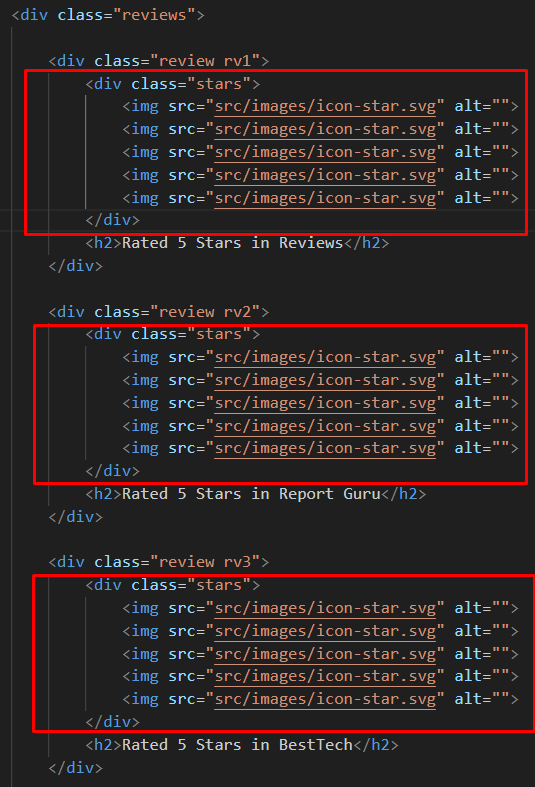 <div class="reviews">
<div class="review rv1">
<div class="stars">
<img src="src/images/icon-star.svg" alt="">
<img src="src/images/icon-star.svg" alt="">
<img src="src/images/icon-star.svg" alt="">
<img src="src/images/icon-star.svg" alt="">
<img src="src/images/icon-star.svg" alt="">
</div>
<h2>Rated 5 Stars in Reviews</h2>
</div>
<div class="review rv2">
<div class="stars">
<img src="src/images/icon-star.svg" alt="">
<img src="src/images/icon-star.svg" alt="">
<img src="src/images/icon-star.svg" alt="">
<img src="src/images/icon-star.svg" alt="">
<img src="src/images/icon-star.svg" alt="">
</div>
<h2>Rated 5 Stars in Report Guru</h2>
</div>
<div class="review rv3">
<div class="stars">
<img src="src/images/icon-star.svg" alt="">
<img src="src/images/icon-star.svg" alt="">
<img src="src/images/icon-star.svg" alt="">
<img src="src/images/icon-star.svg" alt="">
<img src="src/images/icon-star.svg" alt="">
</div>
<h2>Rated 5 Stars in BestTech</h2>
</div>